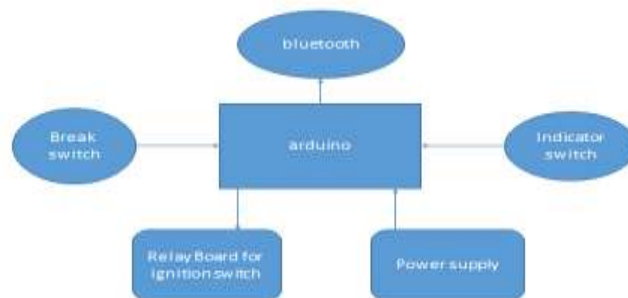 bluetooth
Break
switch
arduino
Indicator
switch
Relay Board for
ignition switch
Power supply